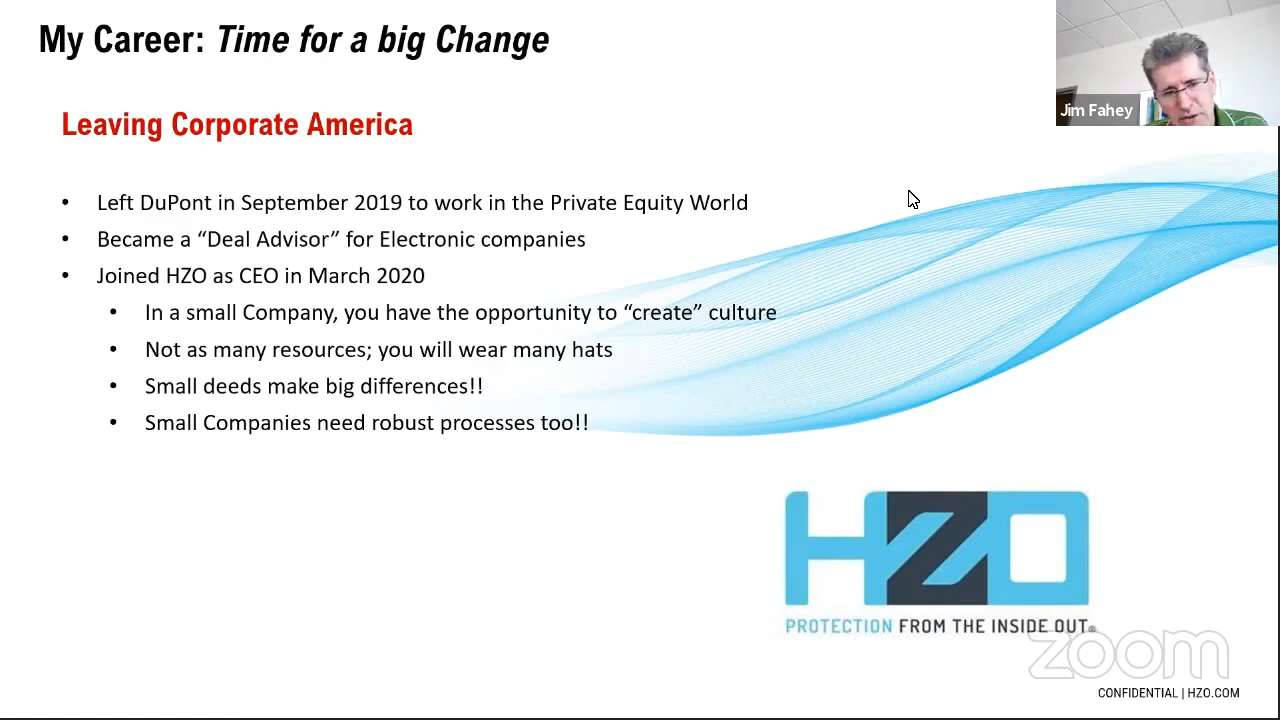 My Career: Time for a big Change
Jim Fahey
Leaving Corporate America
• Left DuPont in September 2019 to work in the Private Equity World
• Became a “Deal Advisor” for Electronic companies
• Joined HZO as CEO in March 2020
• In a small Company, you have the opportunity to “create” culture
• Not as many resources; you will wear many hats
• Small deeds make big differences!!
• Small Companies need robust processes too!!
HZO
PROTECTION FROM THE INSIDE OUT®
zoom
CONFIDENTIAL | HZO.COM